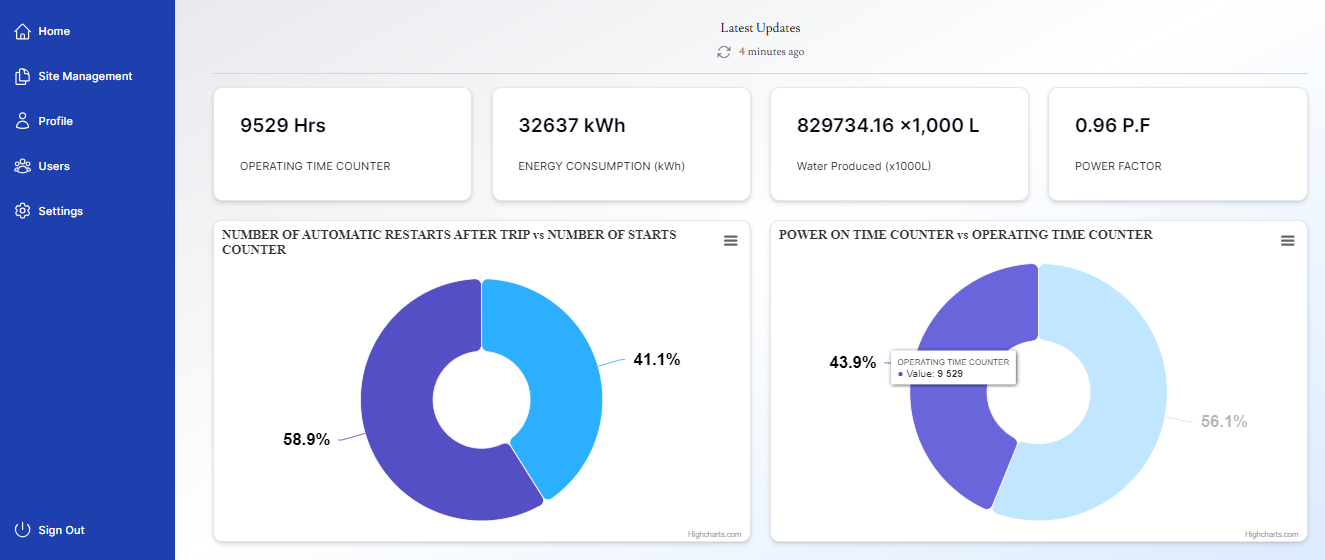 Home
Site Management
Profile
Users
Settings
Sign Out
Latest Updates
4 minutes ago
9529 Hrs
OPERATING TIME COUNTER
32637 kWh
ENERGY CONSUMPTION (kWh)
829734.16 ×1,000 L
Water Produced (x1000L)
0.96 P.F
POWER FACTOR
NUMBER OF AUTOMATIC RESTARTS AFTER TRIP vs NUMBER OF STARTS
COUNTER
41.1%
58.9%
Highcharts.com
POWER ON TIME COUNTER vs OPERATING TIME COUNTER
43.9%
OPERATING TIME COUNTER
● Value: 9 529
56.1%
Highcharts.com